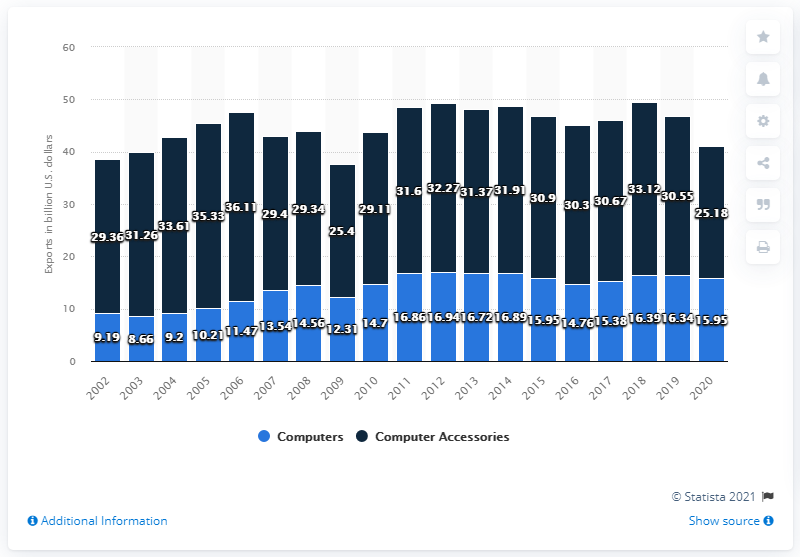 Exports in billion U.S. dollars
60
50
40
30
20
10
0
29.36 31.26 33.61 35.33 36.11 29.4 29.34 25.4 29.11 31.6 32.27 31.37 31.91 30.9 30.3 30.67 33.12 30.55 25.18
9.19 8.66 9.2 10.21 11.47 13.54 14.56 12.31 14.7 16.86 16.94 16.72 16.89 15.95 14.76 15.38 16.39 16.34 15.95
2002 2003 2004 2005 2006 2007 2008 2009 2010 2011 2012 2013 2014 2015 2016 2017 2018 2019 2020
Computers Computer Accessories
© Statista 2021
Additional Information Show source